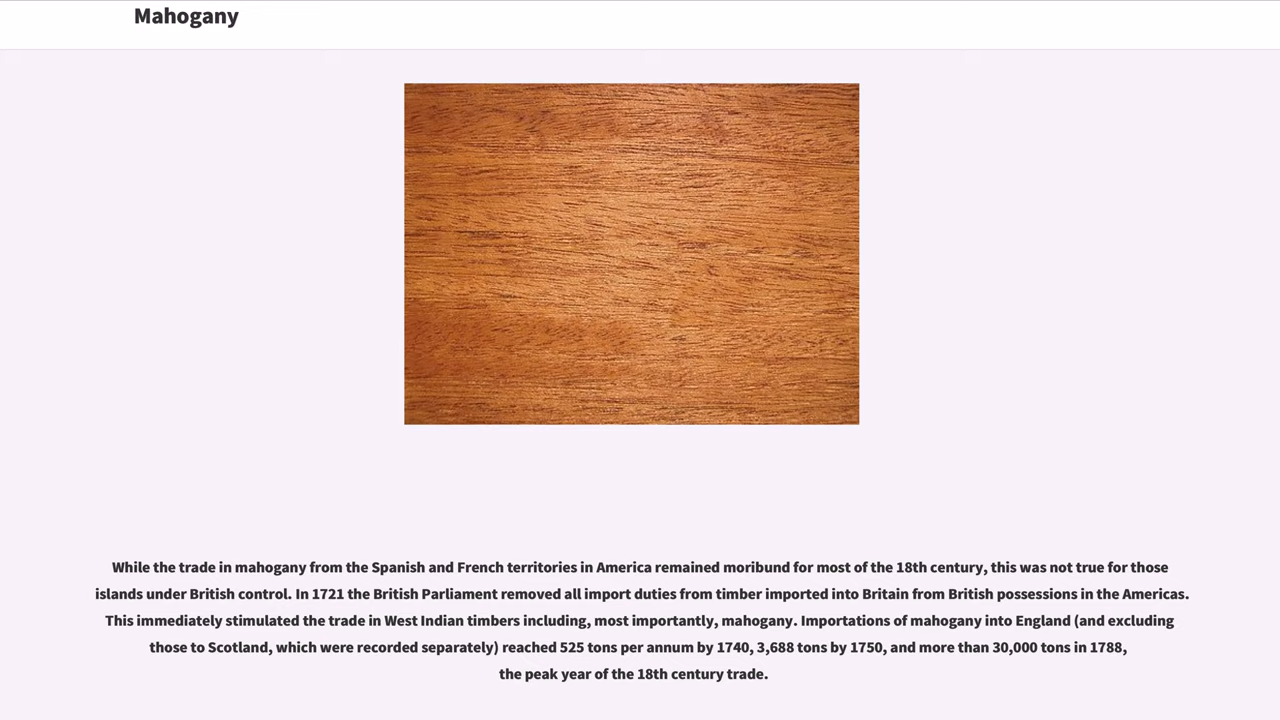 Mahogany
While the trade in mahogany from the Spanish and French territories in America remained moribund for most of the 18th century, this was not true for those
islands under British control. In 1721 the British Parliament removed all import duties from timber imported into Britain from British possessions in the Americas.
This immediately stimulated the trade in West Indian timbers including, most importantly, mahogany. Importations of mahogany into England (and excluding
those to Scotland, which were recorded separately) reached 525 tons per annum by 1740, 3,688 tons by 1750, and more than 30,000 tons in 1788,
the peak year of the 18th century trade.